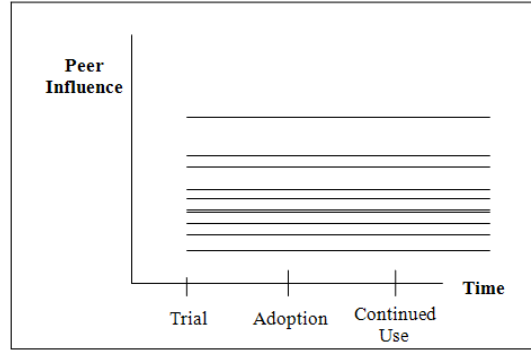 Peer
Influence
Time
Trial
Adoption
Continued
Use